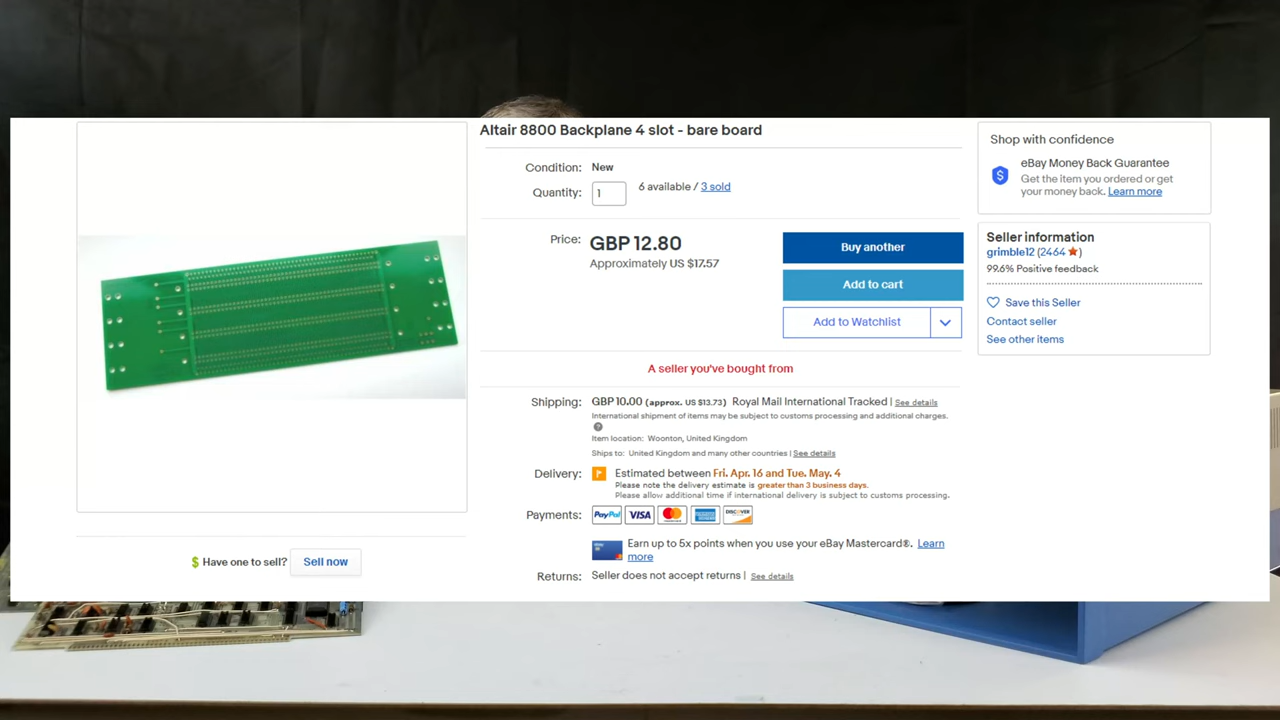 Altair 8800 Backplane 4 slot - bare board
Condition: New
Quantity: 1 6 available / 3 sold
Price: GBP 12.80
Approximately US $17.57
Buy another
Add to cart
Add to Watchlist
A seller you've bought from
Shipping: GBP 10.00 (approx. US $13.73) Royal Mail International Tracked | See details
International shipment of items may be subject to customs processing and additional charges.
?
Item location: Woonton, United Kingdom
Ships to: United Kingdom and many other countries | See details
Delivery: Estimated between Fri. Apr. 16 and Tue. May. 4
Please note the delivery estimate is greater than 3 business days.
Please allow additional time if international delivery is subject to customs processing.
Payments: PayPal VISA DISCOVER
Earn up to 5x points when you use your eBay Mastercard®. Learn
more
Returns: Seller does not accept returns | See details
$ Have one to sell? Sell now
Shop with confidence
$ eBay Money Back Guarantee
Get the item you ordered or get
your money back. Learn more
Seller information
grimble12 (2464 ★)
99.6% Positive feedback
Save this Seller
Contact seller
See other items